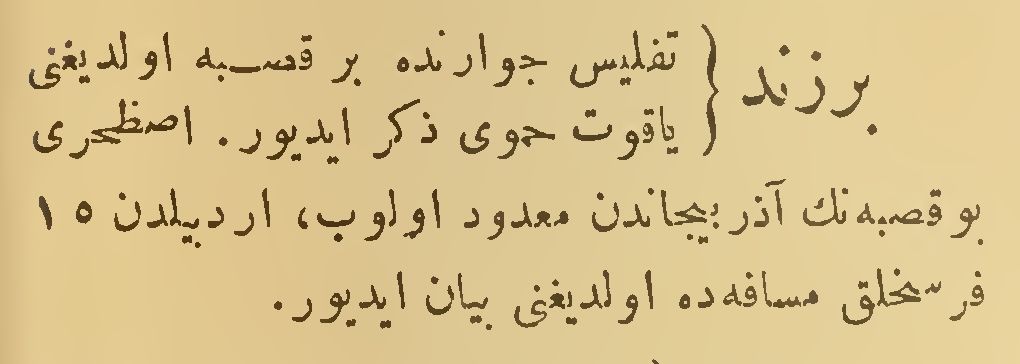 برزند { تفلیس جوارنده بر قصبه اولدیغنی
یاقوت حموی ذکر ایدیور. اصطخری
بو قصبه‌نك آذربیجاندن معدود اولوب، اردبیلدن ۱۵
فرسخلق مسافه‌ده اولدیغنی بیان ایدیور.